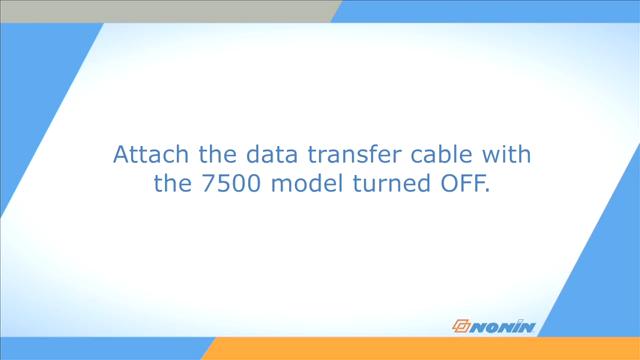 Attach the data transfer cable with
the 7500 model turned OFF.
NONIN